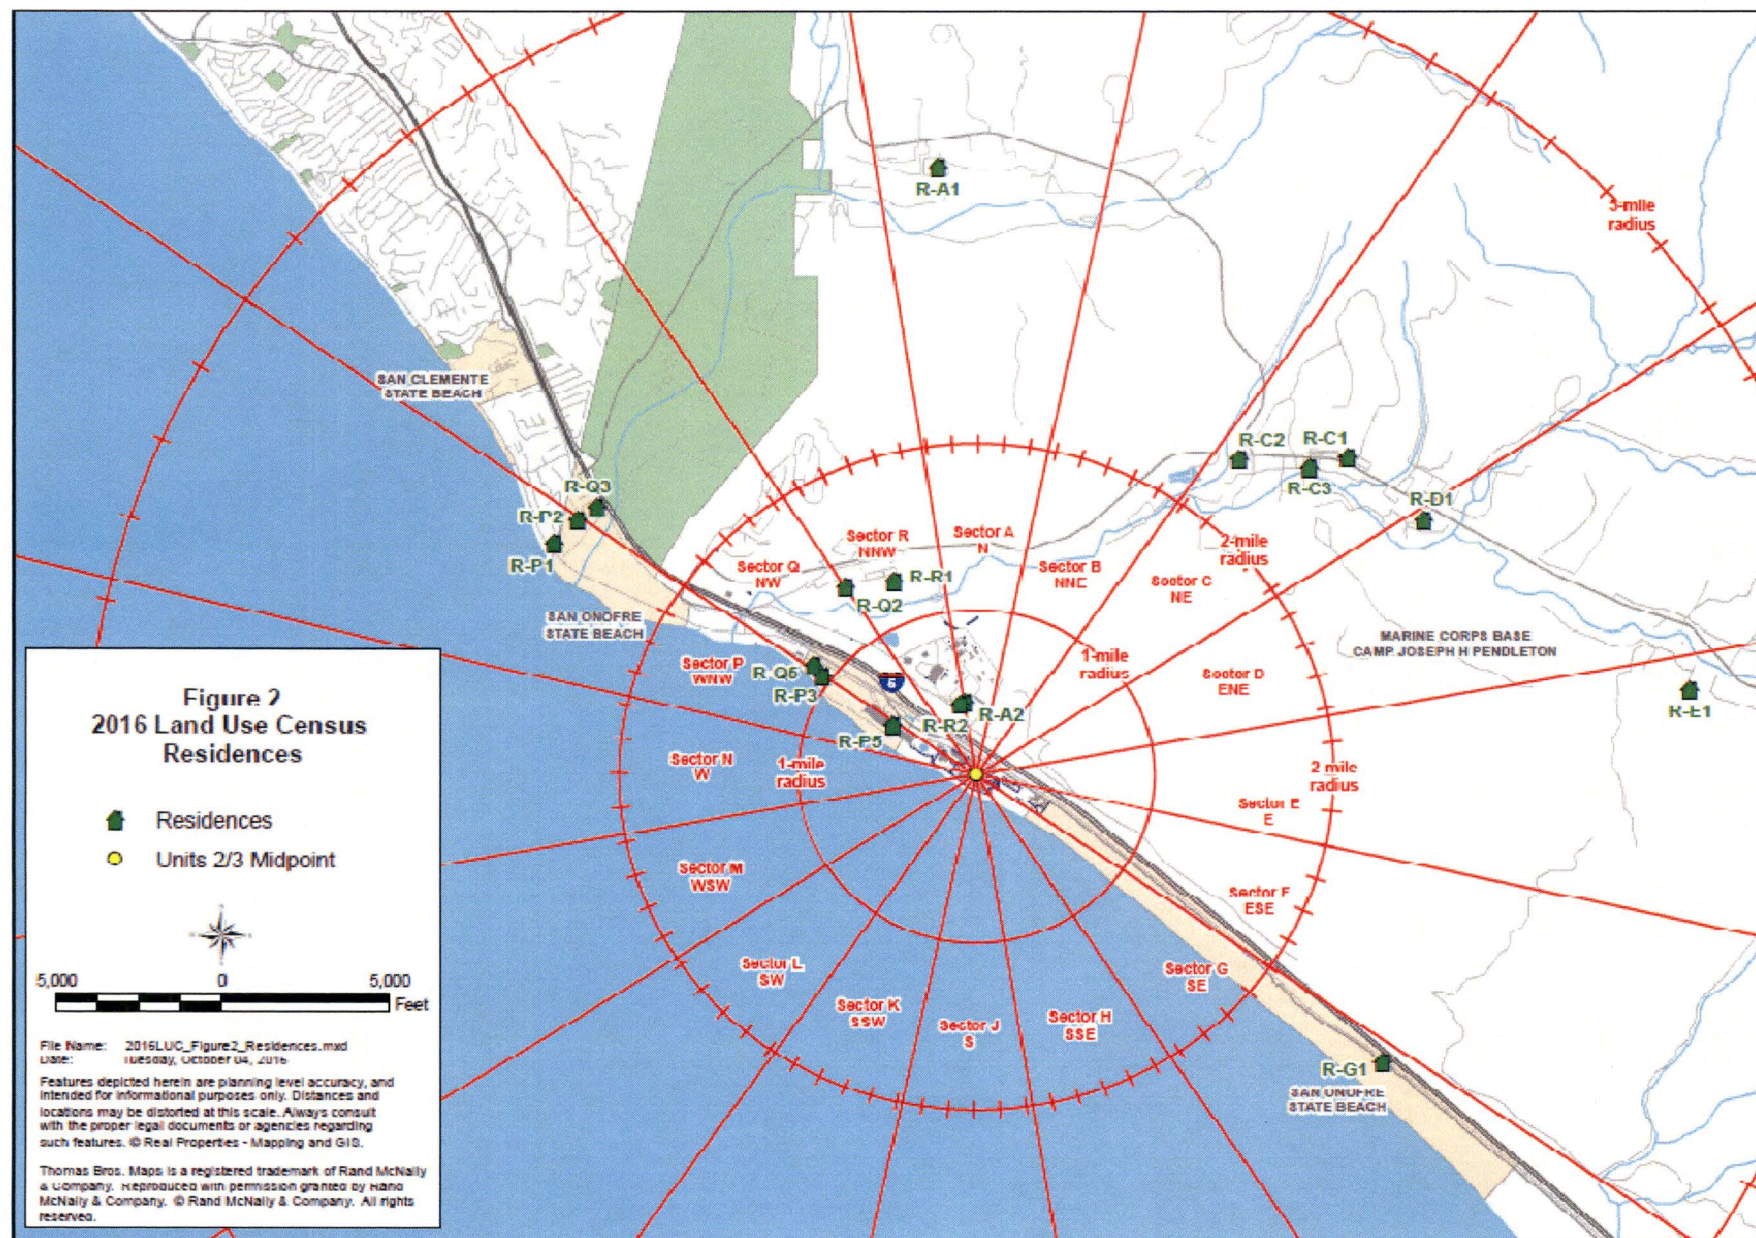 R-A1
3-mile
radius
SAN CLEMENTE
STATE BEACH
R-C2
R-C1
R-C3
R-D1
R-Q3
R-P2
R-P1
Sector R
NNW
Sector A
N
Sector Q
NW
Sector B
NNE
2-mile
radius
Sector C
NE
R-R1
R-Q2
SAN ONOFRE
STATE BEACH
MARINE CORPS BASE
CAMP JOSEPH H PENDLETON
1-mile
radius
Sector P
WNW
R-Q5
R-P3
5
Sector D
ENE
R-E1
R-R2
R-A2
R-P5
Sector N
W
1-mile
radius
2 mile
radius
Sector E
E
Sector M
WSW
Sector F
ESE
Sector L
SW
Sector G
SE
Sector K
SSW
Sector J
S
Sector H
SSE
R-G1
SAN ONOFRE
STATE BEACH
Figure 2
2016 Land Use Census
Residences
Residences
Units 2/3 Midpoint
5,000 0 5,000
Feet
File Name: 2016LUC_Figure2_Residences.mxd
Date: Tuesday, October 04, 2016
Features depicted herein are planning level accuracy, and
intended for informational purposes only. Distances and
locations may be distorted at this scale. Always consult
with the proper legal documents or agencies regarding
such features. © Real Properties - Mapping and GIS.
Thomas Bros. Maps is a registered trademark of Rand McNally
& Company. Reproduced with permission granted by Rand
McNally & Company. © Rand McNally & Company. All rights
reserved.